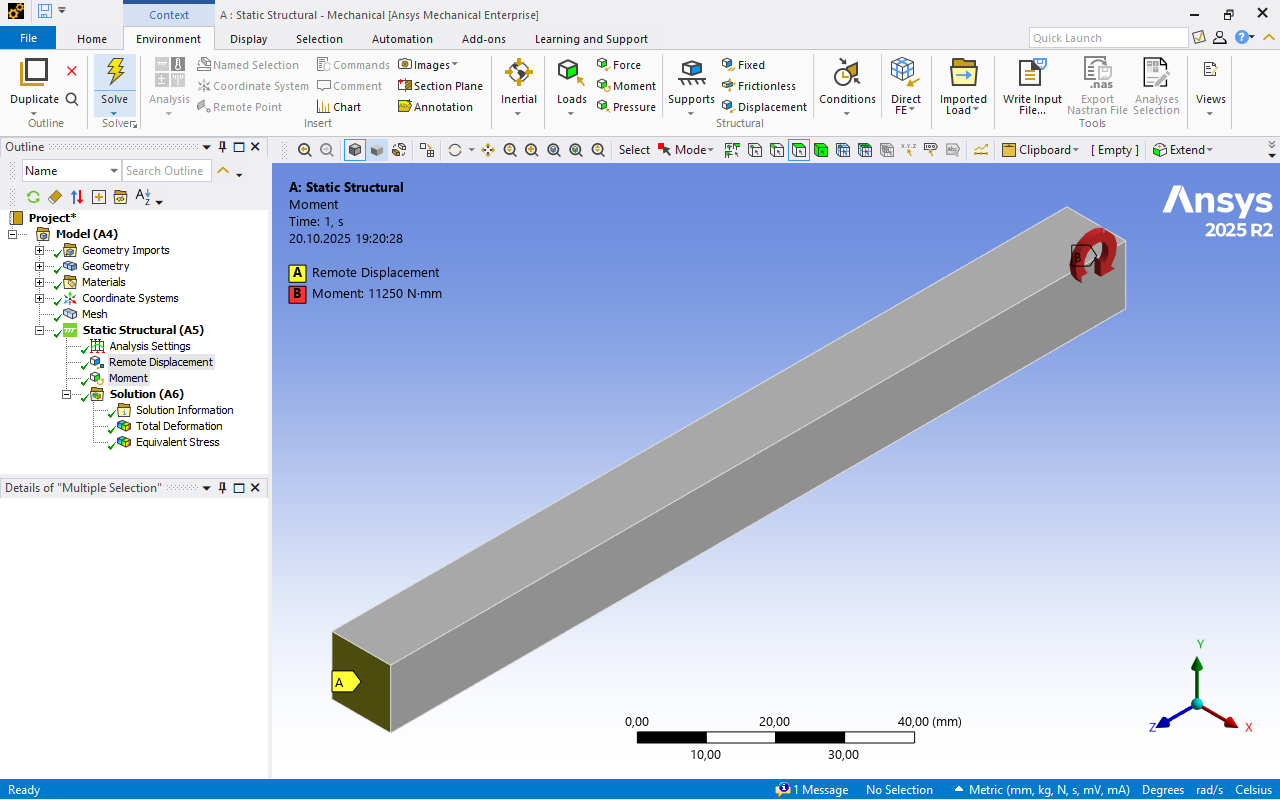 Context
A : Static Structural - Mechanical [Ansys Mechanical Enterprise]
File Home Environment Display Selection Automation Add-ons Learning and Support
Quick Launch
Duplicate
Outline
Solve
Solver
Analysis
Named Selection
Coordinate System
Remote Point
Commands
Comment
Chart
Images
Section Plane
Annotation
Insert
Inertial
Loads
Force
Moment
Pressure
Supports
Fixed
Frictionless
Displacement
Structural
Conditions
Direct
FE
Imported
Load
Write Input
File...
.nas
Export
Nastran File
Analyses
Selection
Tools
Views
Outline
Select Mode X,Y,Z Clipboard [ Empty ] Extend
Name Search Outline
Project*
Model (A4)
Geometry Imports
Geometry
Materials
Coordinate Systems
Mesh
Static Structural (A5)
Analysis Settings
Remote Displacement
Moment
Solution (A6)
Solution Information
Total Deformation
Equivalent Stress
Details of "Multiple Selection"
A: Static Structural
Moment
Time: 1, s
20.10.2025 19:20:28
A Remote Displacement
B Moment: 11250 N·mm
Ansys
2025 R2
B
A
0,00 20,00 40,00 (mm)
10,00 30,00
Y
Z
X
Ready 1 Message No Selection Metric (mm, kg, N, s, mV, mA) Degrees rad/s Celsius